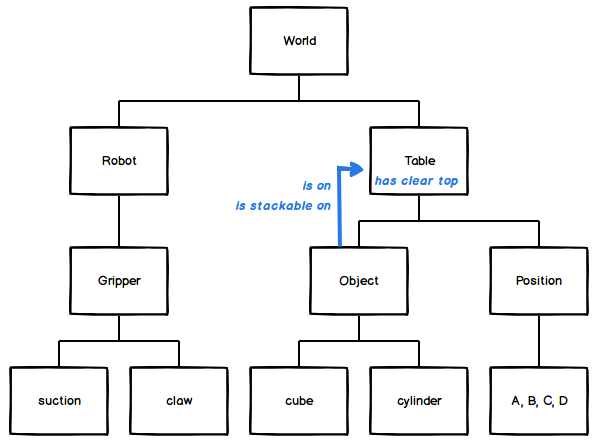 World
Robot
Table
has clear top
is on
is stackable on
Gripper
Object
Position
suction
claw
cube
cylinder
A, B, C, D